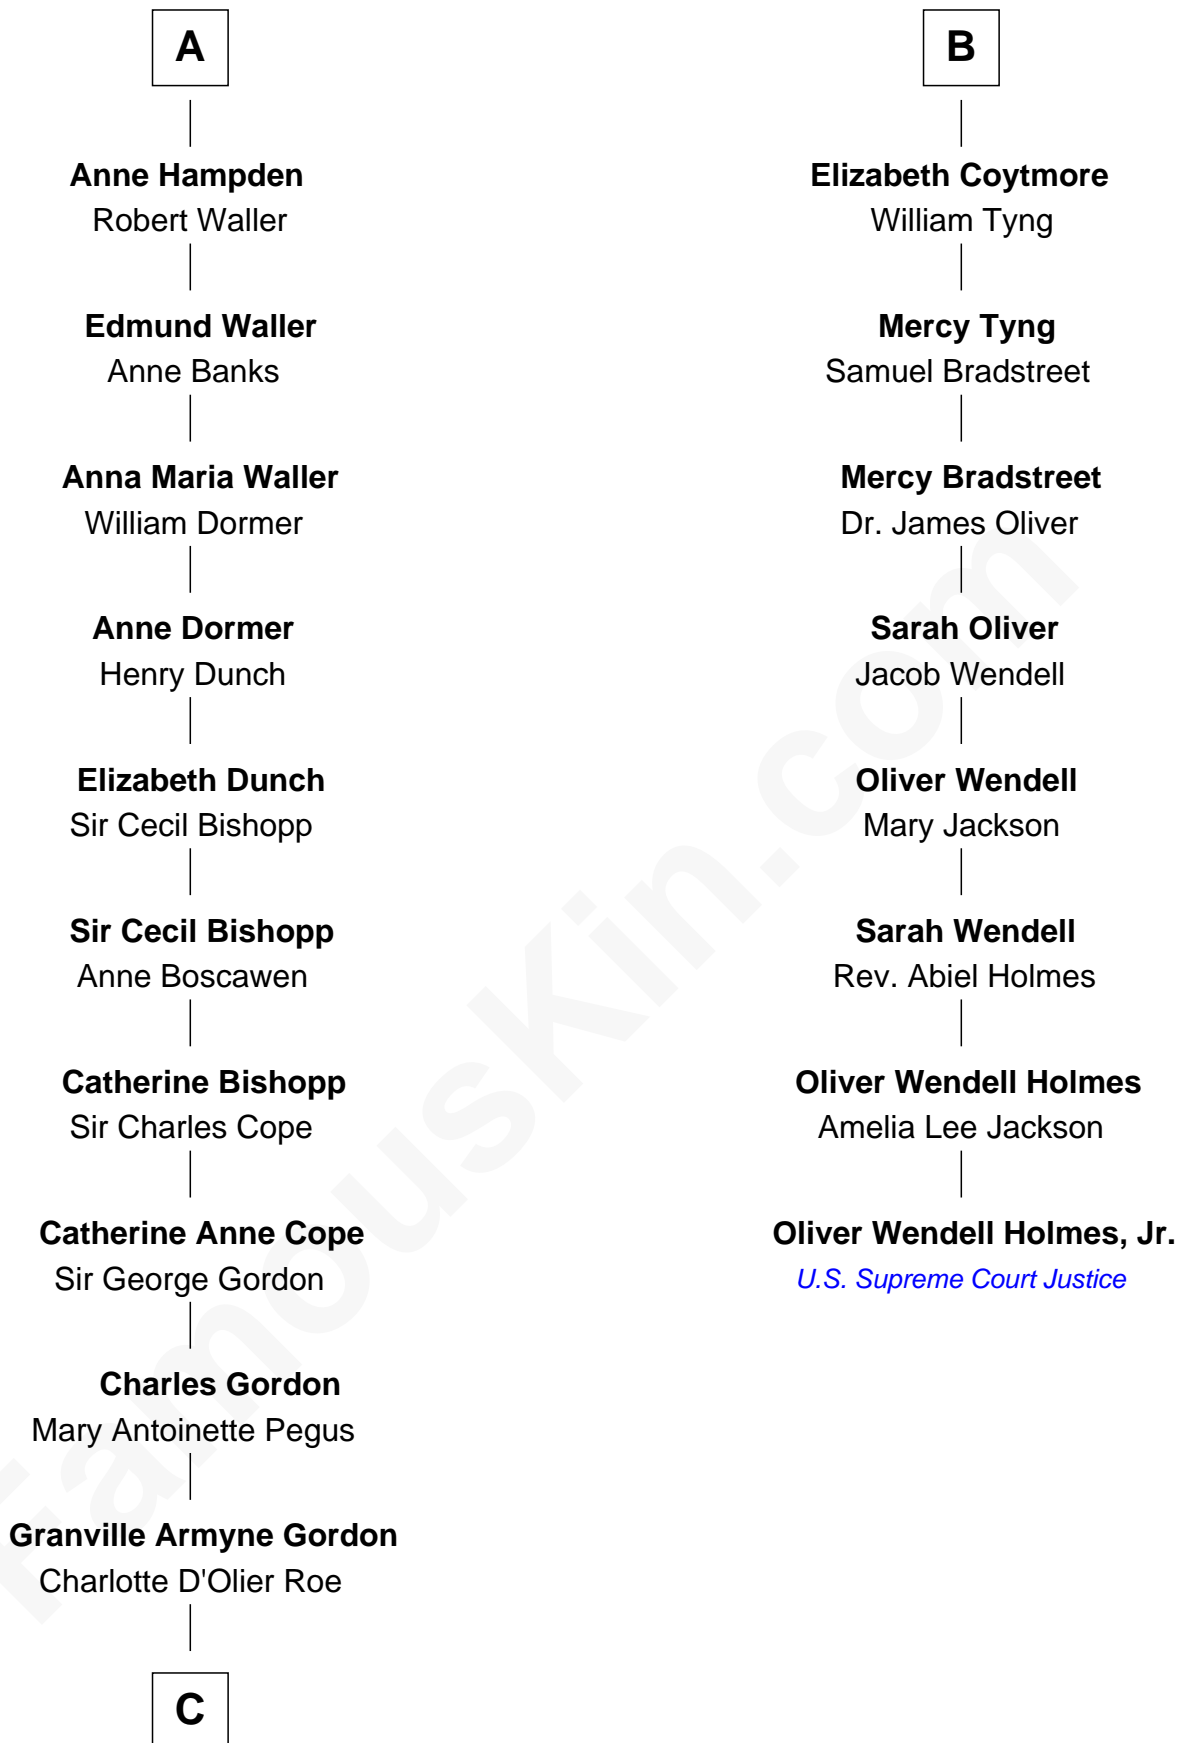 A
Anne Hampden
Robert Waller
Edmund Waller
Anne Banks
Anna Maria Waller
William Dormer
Anne Dormer
Henry Dunch
Elizabeth Dunch
Sir Cecil Bishopp
Sir Cecil Bishopp
Anne Boscawen
Catherine Bishopp
Sir Charles Cope
Catherine Anne Cope
Sir George Gordon
Charles Gordon
Mary Antoinette Pegus
Granville Armyne Gordon
Charlotte D'Olier Roe
C
B
Elizabeth Coytmore
William Tyng
Mercy Tyng
Samuel Bradstreet
Mercy Bradstreet
Dr. James Oliver
Sarah Oliver
Jacob Wendell
Oliver Wendell
Mary Jackson
Sarah Wendell
Rev. Abiel Holmes
Oliver Wendell Holmes
Amelia Lee Jackson
Oliver Wendell Holmes, Jr.
U.S. Supreme Court Justice
FamousKin.com